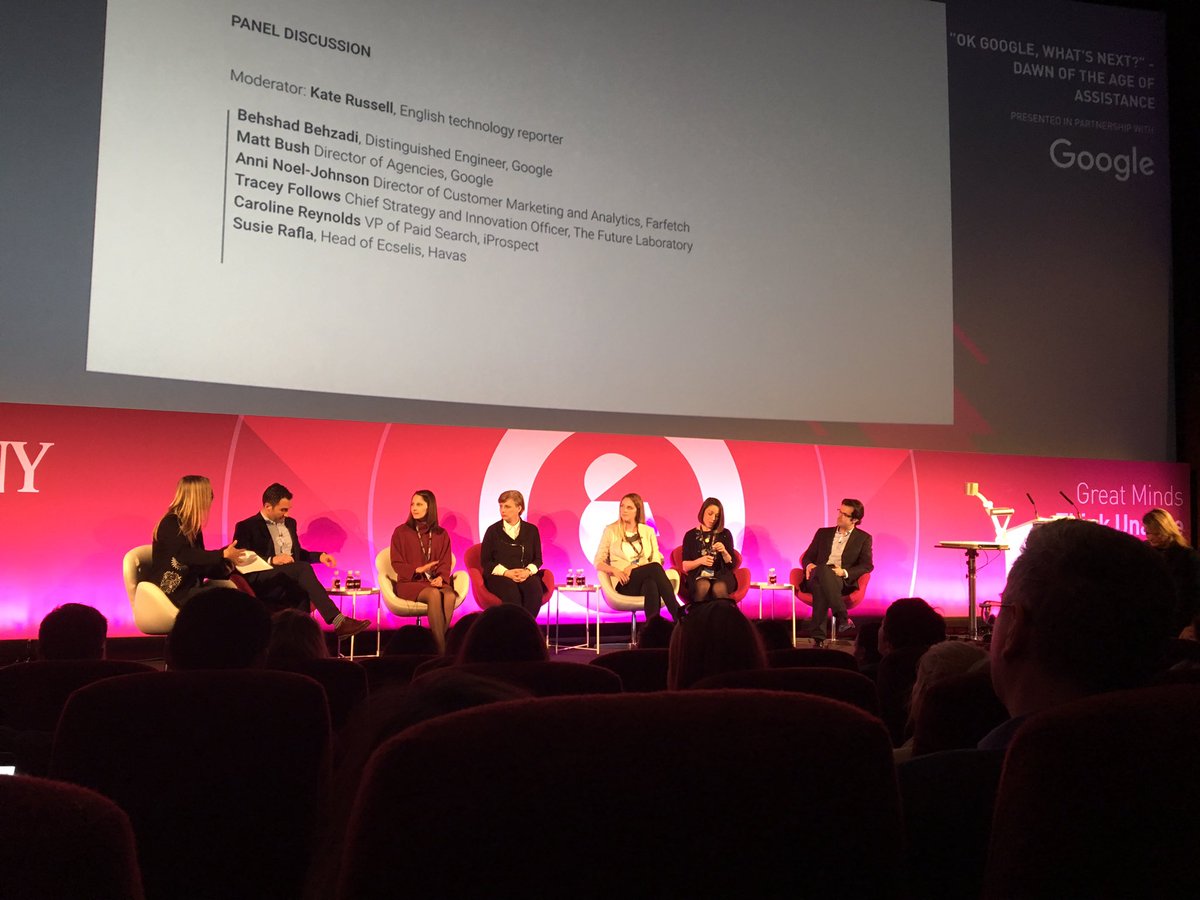 PANEL DISCUSSION
Moderator: Kate Russell, English technology reporter
Behshad Behzadi, Distinguished Engineer, Google
Matt Bush Director of Agencies, Google
Anni Noel-Johnson Director of Customer Marketing and Analytics, Farfetch
Tracey Follows Chief Strategy and Innovation Officer, The Future Laboratory
Caroline Reynolds VP of Paid Search, iProspect
Susie Rafla, Head of Ecselis, Havas
"OK GOOGLE, WHAT'S NEXT?" -
DAWN OF THE AGE OF
ASSISTANCE
PRESENTED IN PARTNERSHIP WITH
Google
NY
Great Minds